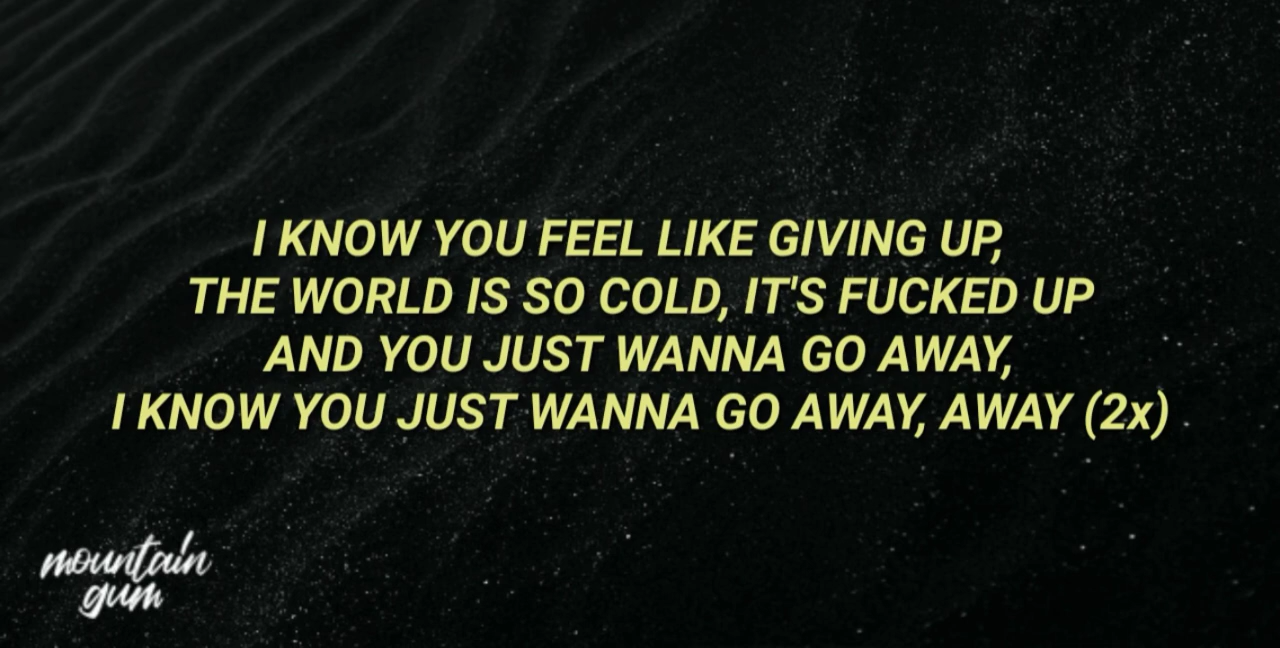 I KNOW YOU FEEL LIKE GIVING UP,
THE WORLD IS SO COLD, IT'S FUCKED UP
AND YOU JUST WANNA GO AWAY,
I KNOW YOU JUST WANNA GO AWAY, AWAY (2x)
mountain
gum